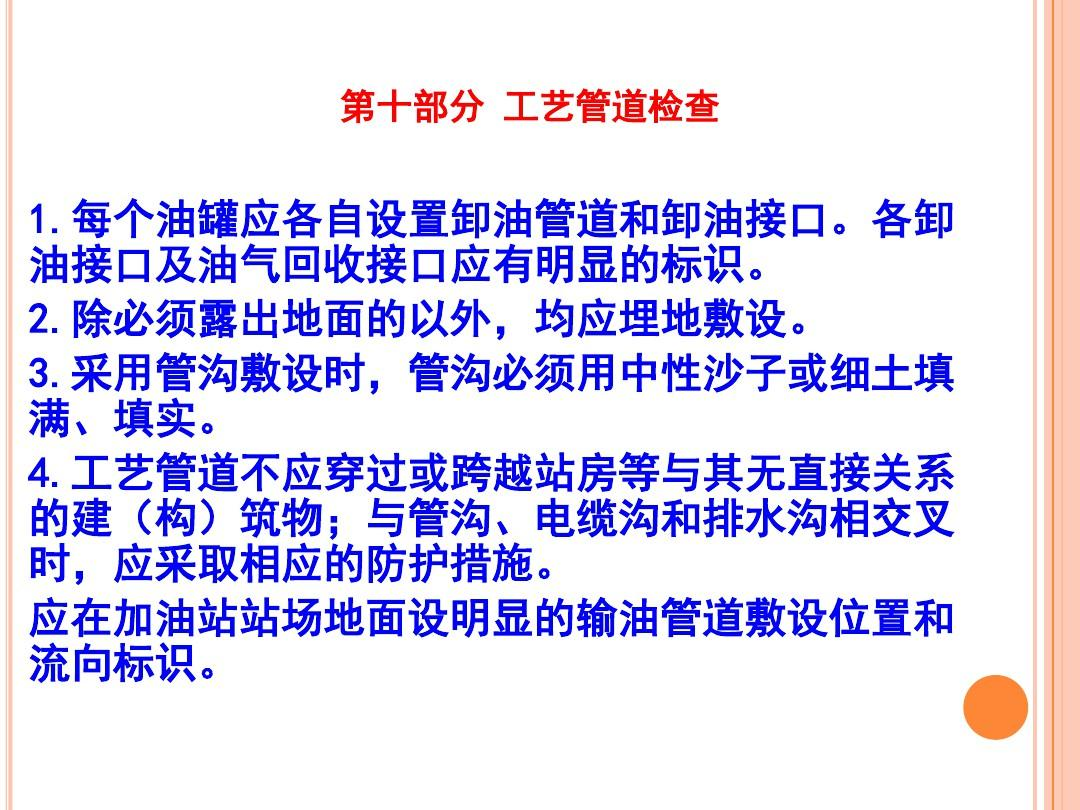 第十部分 工艺管道检查
1.每个油罐应各自设置卸油管道和卸油接口。各卸
油接口及油气回收接口应有明显的标识。
2.除必须露出地面的以外，均应埋地敷设。
3.采用管沟敷设时，管沟必须用中性沙子或细土填
满、填实。
4.工艺管道不应穿过或跨越站房等与其无直接关系
的建（构）筑物；与管沟、电缆沟和排水沟相交叉
时，应采取相应的防护措施。
应在加油站站场地面设明显的输油管道敷设位置和
流向标识。